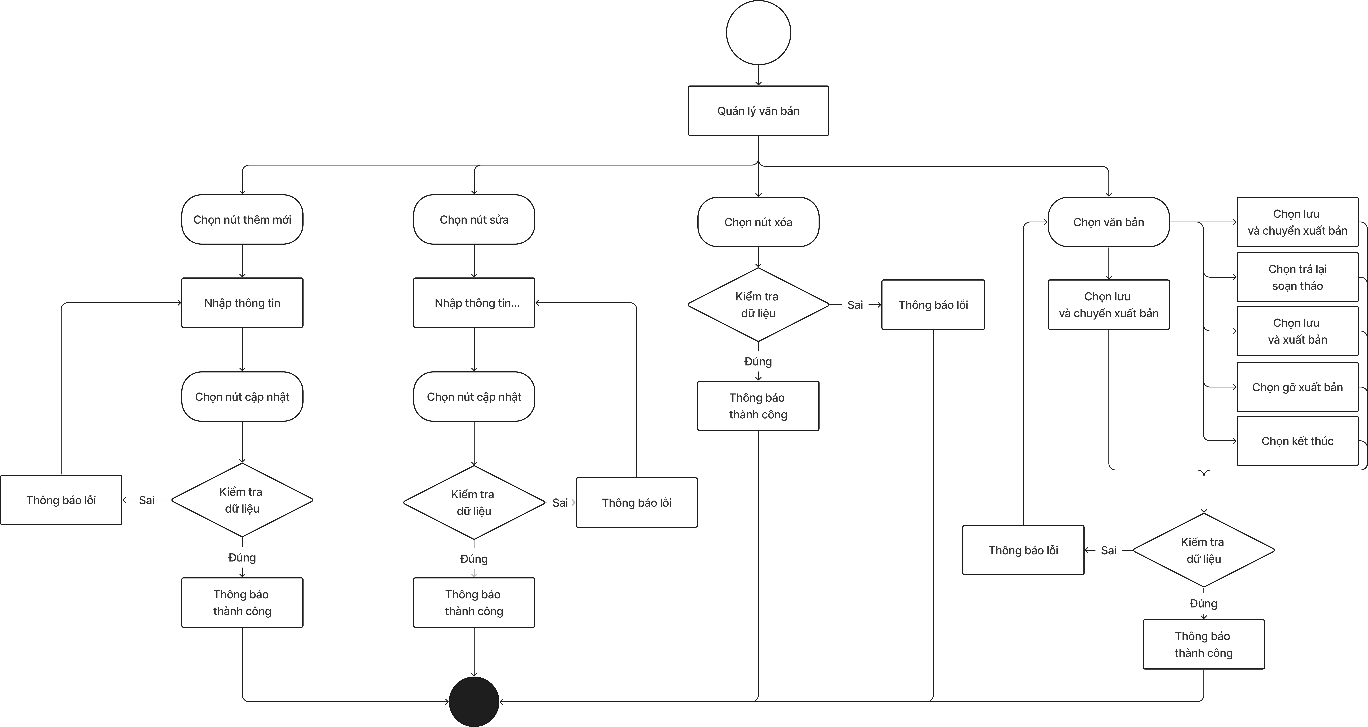 Quản lý văn bản
Chọn nút thêm mới
Nhập thông tin
Chọn nút cập nhật
Kiểm tra
dữ liệu
Sai
Thông báo lỗi
Đúng
Thông báo
thành công
Chọn nút sửa
Nhập thông tin...
Chọn nút cập nhật
Kiểm tra
dữ liệu
Sai
Thông báo lỗi
Đúng
Thông báo
thành công
Chọn nút xóa
Kiểm tra
dữ liệu
Sai
Thông báo lỗi
Đúng
Thông báo
thành công
Chọn văn bản
Chọn lưu
và chuyển xuất bản
Chọn lưu
và chuyển xuất bản
Chọn trả lại
soạn thảo
Chọn lưu
và xuất bản
Chọn gỡ xuất bản
Chọn kết thúc
Kiểm tra
dữ liệu
Sai
Thông báo lỗi
Đúng
Thông báo
thành công